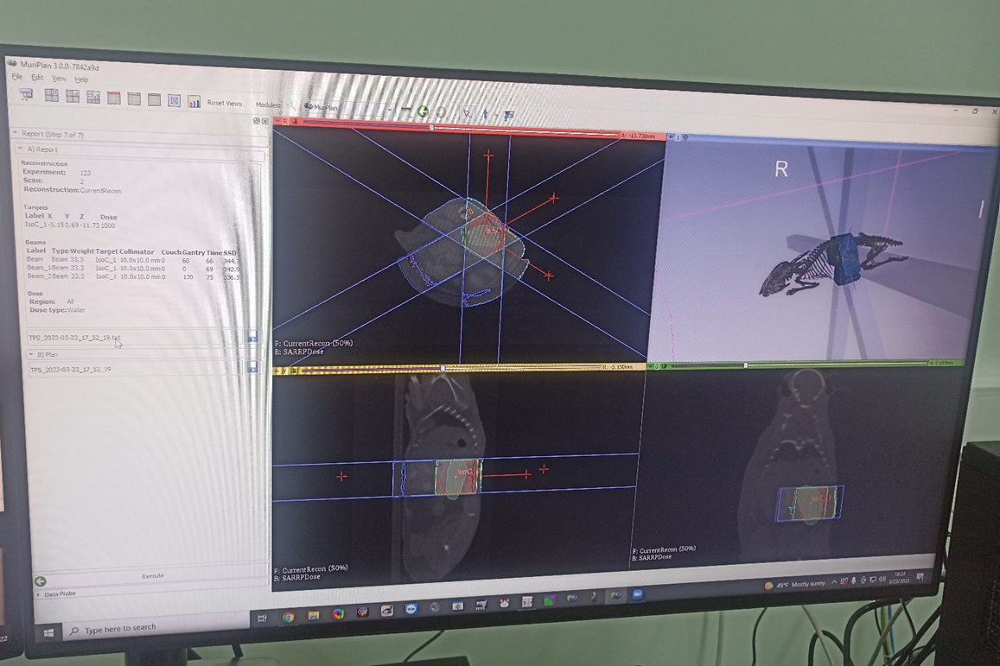 MuriPlan 3.0.0-7842a9d
File Edit View Help
Reset Views Modules: MuriPlan
Report (Step 7 of 7)
A) Report
Reconstruction
Experiment: 123
Scan: 2
Reconstruction:CurrentRecon
Targets
Label X Y Z Dose
IsoC_1 -5.15 0.69 -11.73 1000
Beams
Label Type Weight Target Collimator Couch Gantry Time SSD
Beam Beam 33.3 IsoC_1 10.0x10.0 mm 0 60 66 344.7
Beam_1 Beam 33.3 IsoC_1 10.0x10.0 mm 0 0 69 342.9
Beam_2 Beam 33.3 IsoC_1 10.0x10.0 mm 0 120 75 336.5
Dose
Region: All
Dose type: Water
TPS_2022-03-23_17_52_19.txt
B) Plan
TPS_2022-03-23_17_52_19
Execute
Data Probe
R
A: -11.730mm
F: CurrentRecon (50%)
B: SARRPDose
1
R
Y
R: -5.150mm
F: CurrentRecon (50%)
B: SARRPDose
G
F: CurrentRecon (50%)
B: SARRPDose
Type here to search
49°F Mostly sunny
18:24
3/23/2022
22